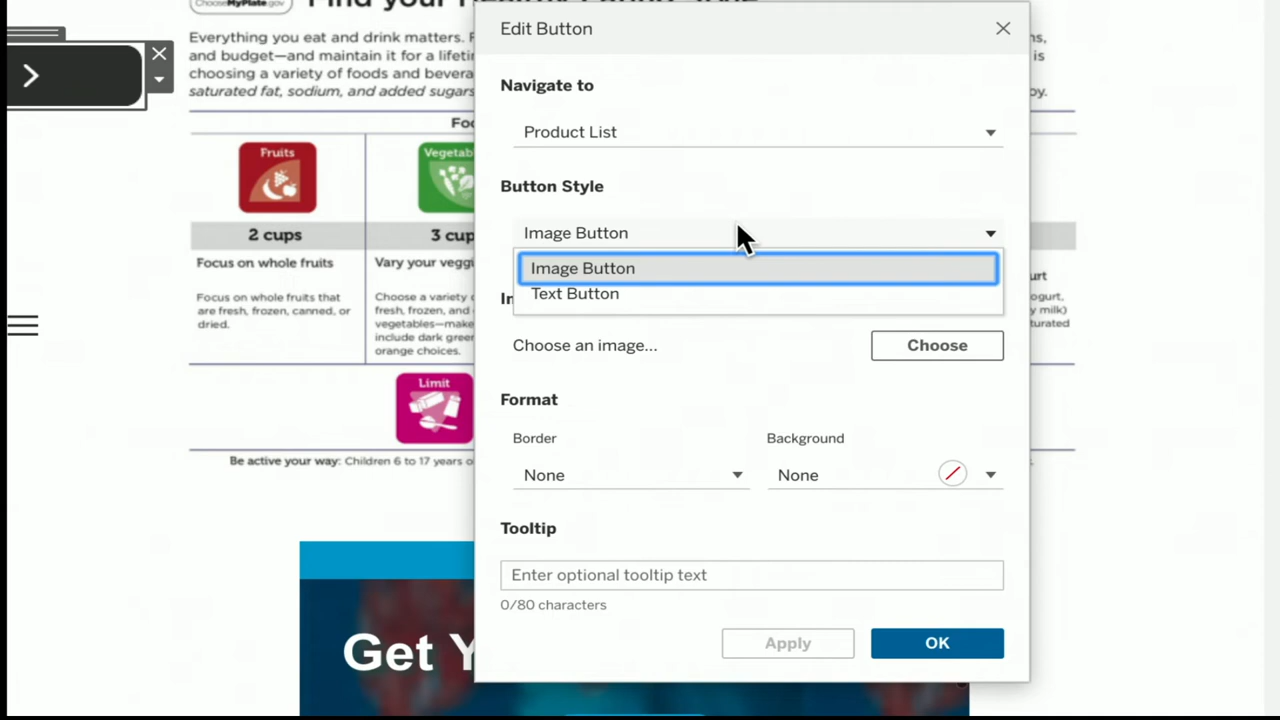 ChooseMyPlate.gov
Edit Button
Everything you eat and drink matters.
and budget—and maintain it for a
choosing a variety of foods and
saturated fat, sodium, and added sugars
Navigate to
Product List
Button Style
Image Button
Image Button
Text Button
Choose an image...
Choose
Format
Border
Background
None
None
Tooltip
Enter optional tooltip text
0/80 characters
Apply
OK
Fruits
2 cups
3
Focus on whole fruits
Vary your
Focus on whole fruits that
are fresh, frozen, canned, or
dried.
Choose a variety
fresh, frozen, and
vegetables—make
include dark green
orange choices.
milk)
Limit
Be active your way: Children 6 to 17 years
Get